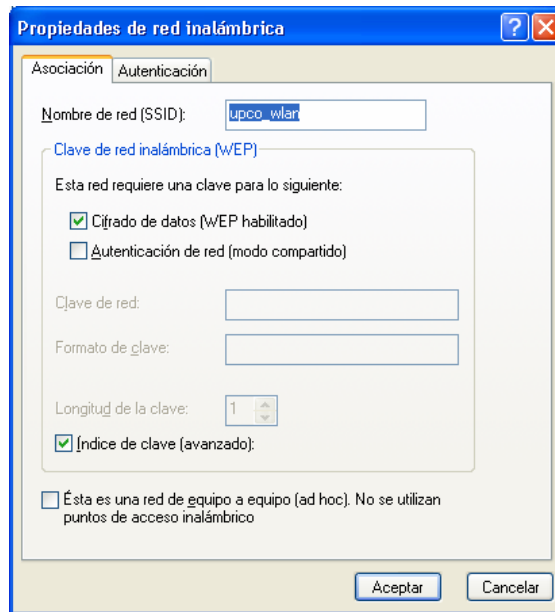 Propiedades de red inalámbrica
Asociación
Autenticación
Nombre de red (SSID):
upco_wlan
Clave de red inalámbrica (WEP)
Esta red requiere una clave para lo siguiente:
Cifrado de datos (WEP habilitado)
Autenticación de red (modo compartido)
Clave de red:
Formato de clave:
Longitud de la clave:
1
Índice de clave (avanzado):
Ésta es una red de equipo a equipo (ad hoc). No se utilizan
puntos de acceso inalámbrico
Aceptar
Cancelar